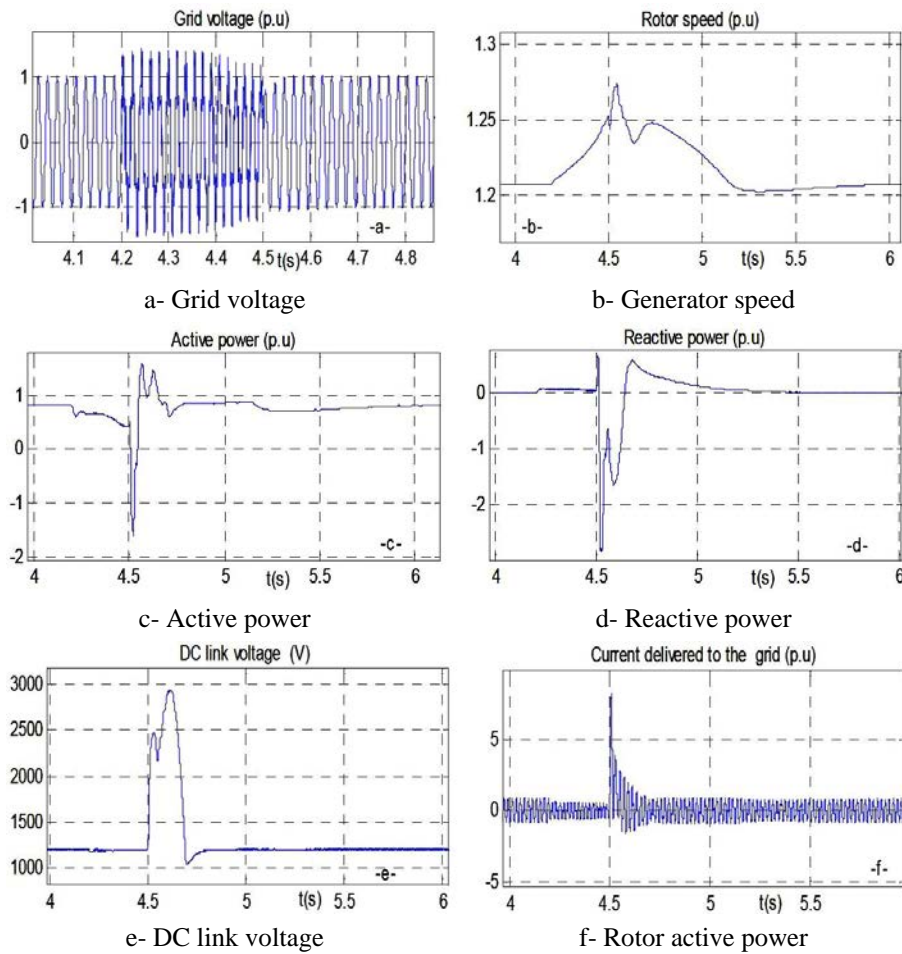 Grid voltage (p.u)
1
0
-1
-a-
4.1 4.2 4.3 4.4 4.5 4.6 4.7 4.8
t(s)
a- Grid voltage
Rotor speed (p.u)
1.3
1.25
1.2
-b-
4 4.5 5 5.5 6
t(s)
b- Generator speed
Active power (p.u)
1
0
-1
-2
-c-
4 4.5 5 5.5 6
t(s)
c- Active power
Reactive power (p.u)
0
-1
-2
-d-
4 4.5 5 5.5 6
t(s)
d- Reactive power
DC link voltage (V)
3000
2500
2000
1500
1000
-e-
4 4.5 5 5.5 6
t(s)
e- DC link voltage
Current delivered to the grid (p.u)
5
0
-5
-f-
4 4.5 5 5.5
t(s)
f- Rotor active power